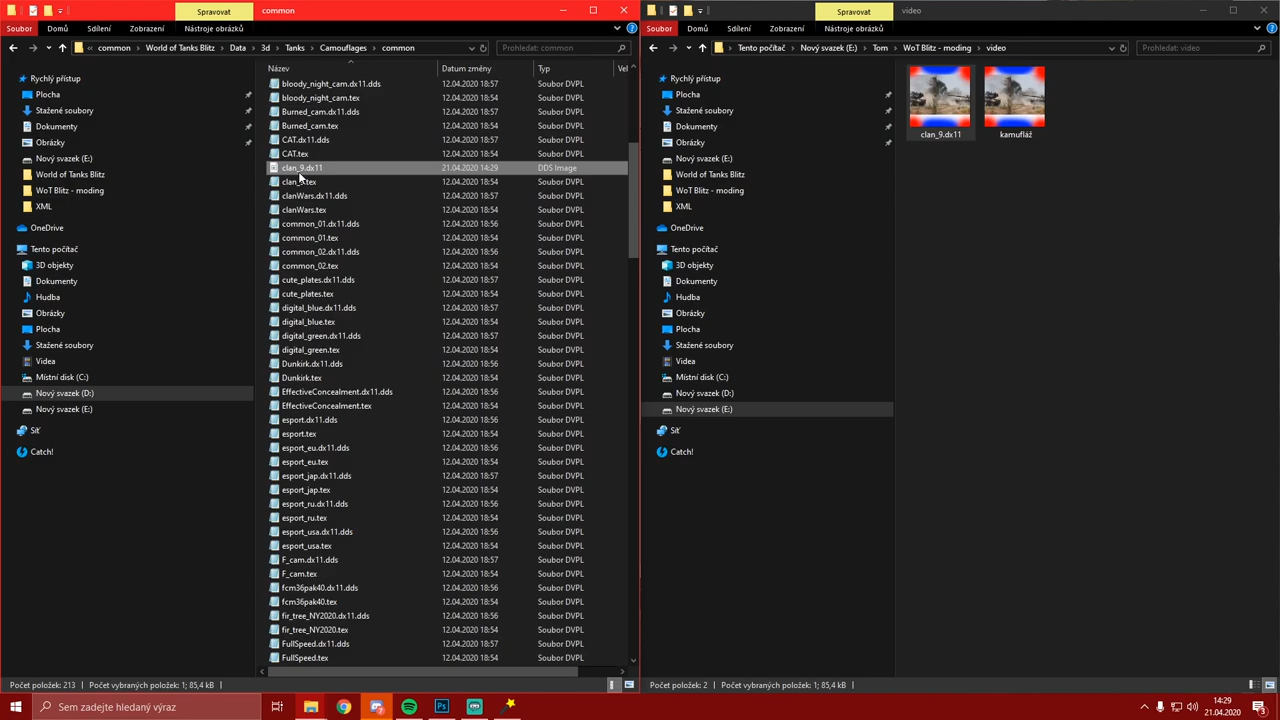 Spravovat
common
Soubor
Domů
Sdílení
Zobrazení
Nástroje obrázků
« common › World of Tanks Blitz › Data › 3d › Tanks › Camouflages › common
Prohledat: common
Rychlý přístup
Plocha
Stažené soubory
Dokumenty
Obrázky
Nový svazek (E:)
World of Tanks Blitz
WoT Blitz - moding
XML
OneDrive
Tento počítač
3D objekty
Dokumenty
Hudba
Obrázky
Plocha
Stažené soubory
Videa
Místní disk (C:)
Nový svazek (D:)
Nový svazek (E:)
Síť
Catch!
Název Datum změny Typ Vel
bloody_night_cam.dx11.dds 12.04.2020 18:57 Soubor DVPL
bloody_night_cam.tex 12.04.2020 18:54 Soubor DVPL
Burned_cam.dx11.dds 12.04.2020 18:57 Soubor DVPL
Burned_cam.tex 12.04.2020 18:54 Soubor DVPL
CAT.dx11.dds 12.04.2020 18:57 Soubor DVPL
CAT.tex 12.04.2020 18:54 Soubor DVPL
clan_9.dx11 21.04.2020 14:29 DDS Image
clan_9.tex 12.04.2020 18:54 Soubor DVPL
clanWars.dx11.dds 12.04.2020 18:57 Soubor DVPL
clanWars.tex 12.04.2020 18:54 Soubor DVPL
common_01.dx11.dds 12.04.2020 18:56 Soubor DVPL
common_01.tex 12.04.2020 18:54 Soubor DVPL
common_02.dx11.dds 12.04.2020 18:56 Soubor DVPL
common_02.tex 12.04.2020 18:54 Soubor DVPL
cute_plates.dx11.dds 12.04.2020 18:57 Soubor DVPL
cute_plates.tex 12.04.2020 18:54 Soubor DVPL
digital_blue.dx11.dds 12.04.2020 18:57 Soubor DVPL
digital_blue.tex 12.04.2020 18:54 Soubor DVPL
digital_green.dx11.dds 12.04.2020 18:57 Soubor DVPL
digital_green.tex 12.04.2020 18:54 Soubor DVPL
Dunkirk.dx11.dds 12.04.2020 18:56 Soubor DVPL
Dunkirk.tex 12.04.2020 18:54 Soubor DVPL
EffectiveConcealment.dx11.dds 12.04.2020 18:57 Soubor DVPL
EffectiveConcealment.tex 12.04.2020 18:54 Soubor DVPL
esport.dx11.dds 12.04.2020 18:57 Soubor DVPL
esport.tex 12.04.2020 18:54 Soubor DVPL
esport_eu.dx11.dds 12.04.2020 18:56 Soubor DVPL
esport_eu.tex 12.04.2020 18:54 Soubor DVPL
esport_jap.dx11.dds 12.04.2020 18:57 Soubor DVPL
esport_jap.tex 12.04.2020 18:54 Soubor DVPL
esport_ru.dx11.dds 12.04.2020 18:56 Soubor DVPL
esport_ru.tex 12.04.2020 18:54 Soubor DVPL
esport_usa.dx11.dds 12.04.2020 18:56 Soubor DVPL
esport_usa.tex 12.04.2020 18:54 Soubor DVPL
F_cam.dx11.dds 12.04.2020 18:57 Soubor DVPL
F_cam.tex 12.04.2020 18:54 Soubor DVPL
fcm36pak40.dx11.dds 12.04.2020 18:56 Soubor DVPL
fcm36pak40.tex 12.04.2020 18:54 Soubor DVPL
fir_tree_NY2020.dx11.dds 12.04.2020 18:56 Soubor DVPL
fir_tree_NY2020.tex 12.04.2020 18:54 Soubor DVPL
FullSpeed.dx11.dds 12.04.2020 18:57 Soubor DVPL
FullSpeed.tex 12.04.2020 18:54 Soubor DVPL
Počet položek: 213 Počet vybraných položek: 1; 85,4 kB
Spravovat
video
Soubor
Domů
Sdílení
Zobrazení
Nástroje obrázků
Tento počítač › Nový svazek (E:) › Tom › WoT Blitz - moding › video
Prohledat: video
Rychlý přístup
Plocha
Stažené soubory
Dokumenty
Obrázky
Nový svazek (E:)
World of Tanks Blitz
WoT Blitz - moding
XML
OneDrive
Tento počítač
3D objekty
Dokumenty
Hudba
Obrázky
Plocha
Stažené soubory
Videa
Místní disk (C:)
Nový svazek (D:)
Nový svazek (E:)
Síť
Catch!
clan_9.dx11
kamufláž
Počet položek: 2 Počet vybraných položek: 1; 85,4 kB
Sem zadejte hledaný výraz
Ps
14:29
21.04.2020
3